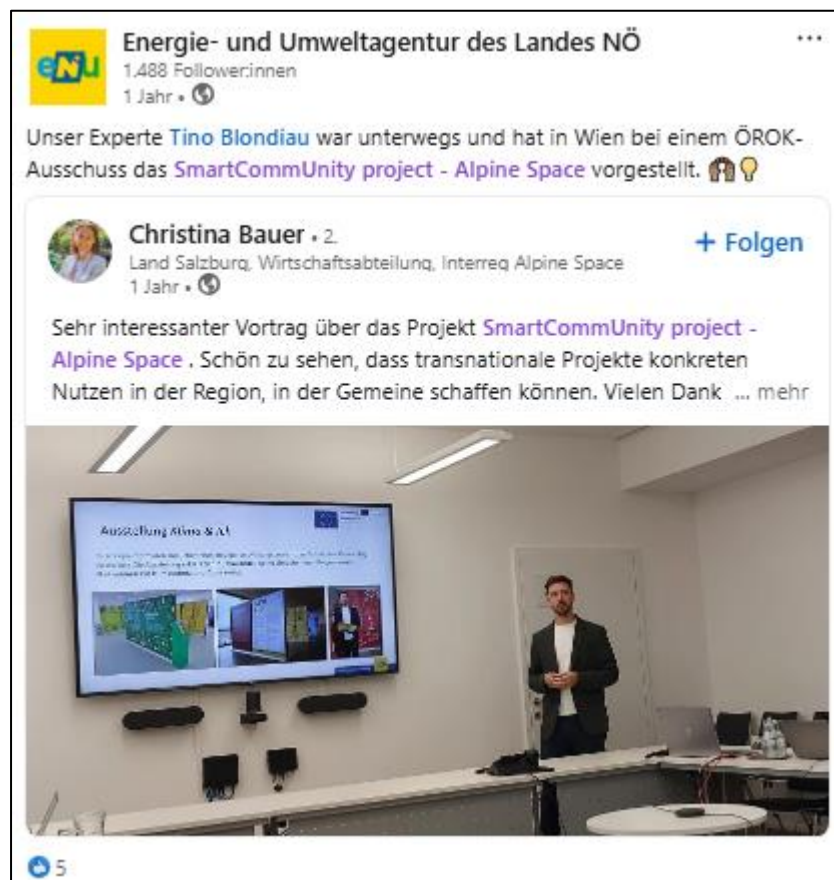 Energie- und Umweltagentur des Landes NÖ
1.488 Follower:innen
1 Jahr •
eNu
Unser Experte Tino Blondiau war unterwegs und hat in Wien bei einem ÖROK-
Ausschuss das SmartCommUnity project - Alpine Space vorgestellt.
Christina Bauer • 2.
+ Folgen
Land Salzburg, Wirtschaftsabteilung, Interreg Alpine Space
1 Jahr •
Sehr interessanter Vortrag über das Projekt SmartCommUnity project -
Alpine Space . Schön zu sehen, dass transnationale Projekte konkreten
Nutzen in der Region, in der Gemeine schaffen können. Vielen Dank ... mehr
Ausstellung Klima & Ich
5